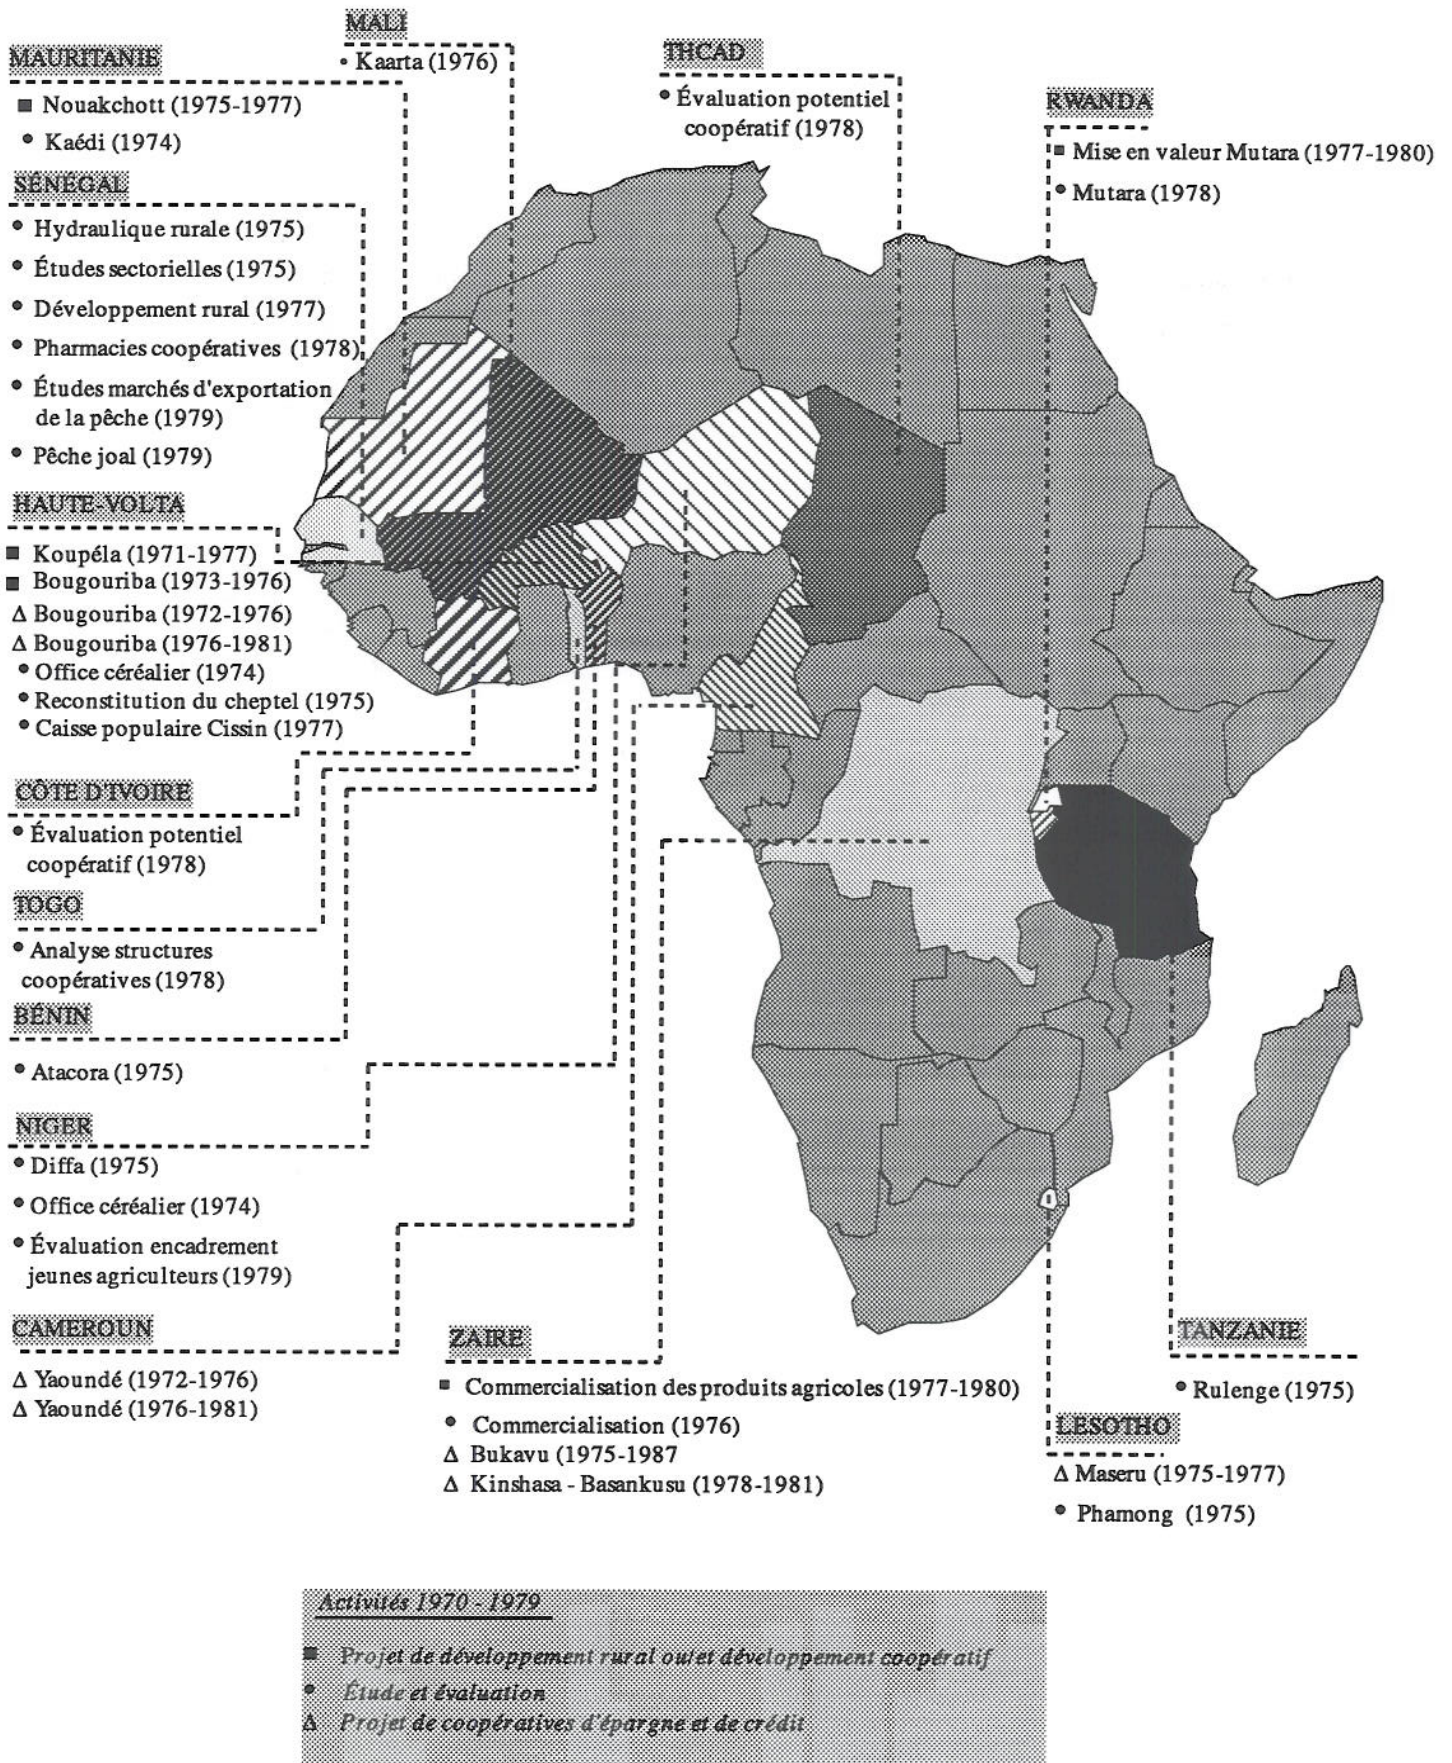 MALI
• Kaarta (1976)
MAURITANIE
■ Nouakchott (1975-1977)
• Kaédi (1974)
THCAD
• Évaluation potentiel
coopératif (1978)
RWANDA
■ Mise en valeur Mutara (1977-1980)
• Mutara (1978)
SÉNÉGAL
• Hydraulique rurale (1975)
• Études sectorielles (1975)
• Développement rural (1977)
• Pharmacies coopératives (1978)
• Études marchés d'exportation
de la pêche (1979)
• Pêche joal (1979)
HAUTE-VOLTA
■ Koupéla (1971-1977)
■ Bougouriba (1973-1976)
Δ Bougouriba (1972-1976)
Δ Bougouriba (1976-1981)
• Office céréalier (1974)
• Reconstitution du cheptel (1975)
• Caisse populaire Cissin (1977)
CÔTE D'IVOIRE
• Évaluation potentiel
coopératif (1978)
TOGO
• Analyse structures
coopératives (1978)
BÉNIN
• Atacora (1975)
NIGER
• Diffa (1975)
• Office céréalier (1974)
• Évaluation encadrement
jeunes agriculteurs (1979)
CAMEROUN
Δ Yaoundé (1972-1976)
Δ Yaoundé (1976-1981)
ZAIRE
■ Commercialisation des produits agricoles (1977-1980)
• Commercialisation (1976)
Δ Bukavu (1975-1987
Δ Kinshasa - Basankusu (1978-1981)
TANZANIE
• Rulenge (1975)
LESOTHO
Δ Maseru (1975-1977)
• Phamong (1975)
Activités 1970 - 1979
■ Projet de développement rural ou/et développement coopératif
• Étude et évaluation
Δ Projet de coopératives d'épargne et de crédit